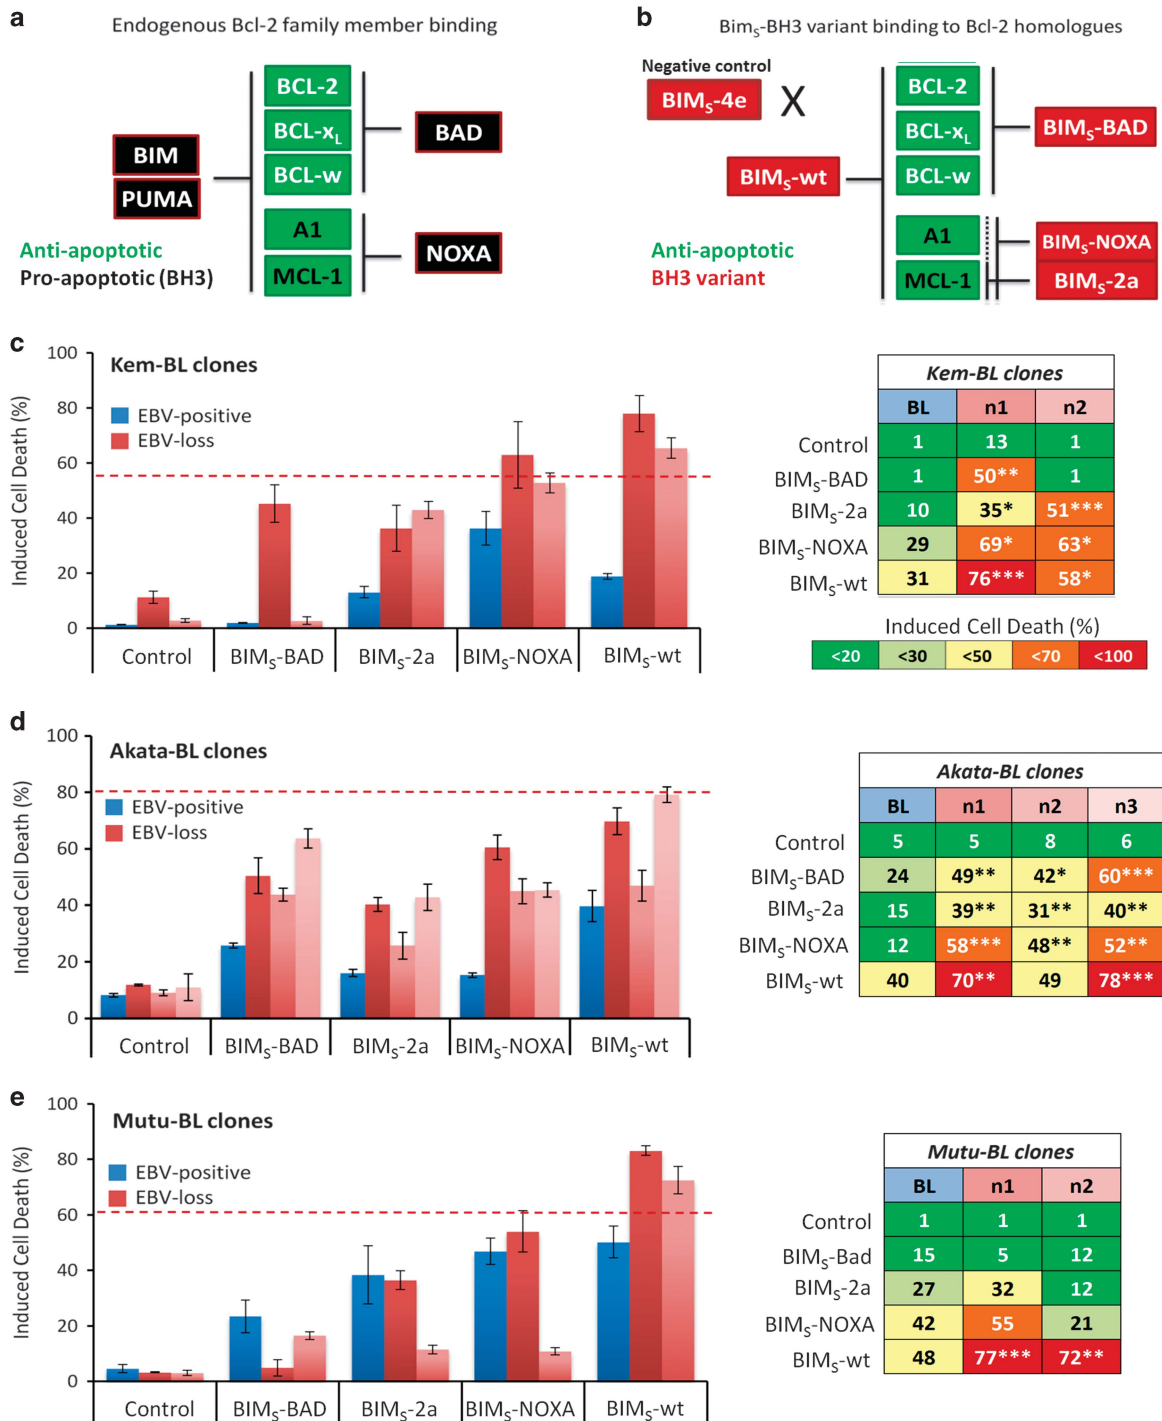 a
Endogenous Bcl-2 family member binding
BCL-2
BCL-xL
BCL-w
A1
MCL-1
BIM
PUMA
BAD
NOXA
Anti-apoptotic
Pro-apoptotic (BH3)
b
BimS-BH3 variant binding to Bcl-2 homologues
Negative control
BIMS-4e
X
BIMS-wt
BCL-2
BCL-xL
BCL-w
A1
MCL-1
BIMS-BAD
BIMS-NOXA
BIMS-2a
Anti-apoptotic
BH3 variant
c
Kem-BL clones
EBV-positive
EBV-loss
Induced Cell Death (%)
100
80
60
40
20
0
Control BIMS-BAD BIMS-2a BIMS-NOXA BIMS-wt
Kem-BL clones
BL n1 n2
Control 1 13 1
BIMS-BAD 1 50** 1
BIMS-2a 10 35* 51***
BIMS-NOXA 29 69* 63*
BIMS-wt 31 76*** 58*
Induced Cell Death (%)
<20 <30 <50 <70 <100
d
Akata-BL clones
EBV-positive
EBV-loss
Induced Cell Death (%)
100
80
60
40
20
0
Control BIMS-BAD BIMS-2a BIMS-NOXA BIMS-wt
Akata-BL clones
BL n1 n2 n3
Control 5 5 8 6
BIMS-BAD 24 49** 42* 60***
BIMS-2a 15 39** 31** 40**
BIMS-NOXA 12 58*** 48** 52**
BIMS-wt 40 70** 49 78***
e
Mutu-BL clones
EBV-positive
EBV-loss
Induced Cell Death (%)
100
80
60
40
20
0
Control BIMS-BAD BIMS-2a BIMS-NOXA BIMS-wt
Mutu-BL clones
BL n1 n2
Control 1 1 1
BIMS-Bad 15 5 12
BIMS-2a 27 32 12
BIMS-NOXA 42 55 21
BIMS-wt 48 77*** 72**